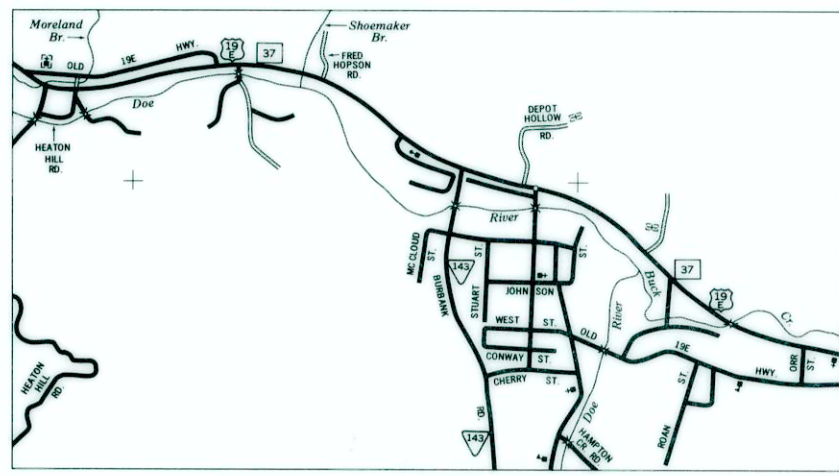 Moreland
Br.
Shoemaker
Br.
19
E
37
OLD
19E
HWY.
FRED
HOPSON
RD.
Doe
HEATON
HILL
RD.
DEPOT
HOLLOW
RD.
River
MC CLOUD
ST.
143
BURBANK
RD.
STUART
ST.
ST.
JOHNSON
WEST
ST.
CONWAY
ST.
CHERRY
ST.
OLD
19E
HWY.
River
Doe
Buck
Cr.
37
19
E
ORR
ST.
ROAN
ST.
HAMPTON
CR RD
143
HEATON
HILL
RD.